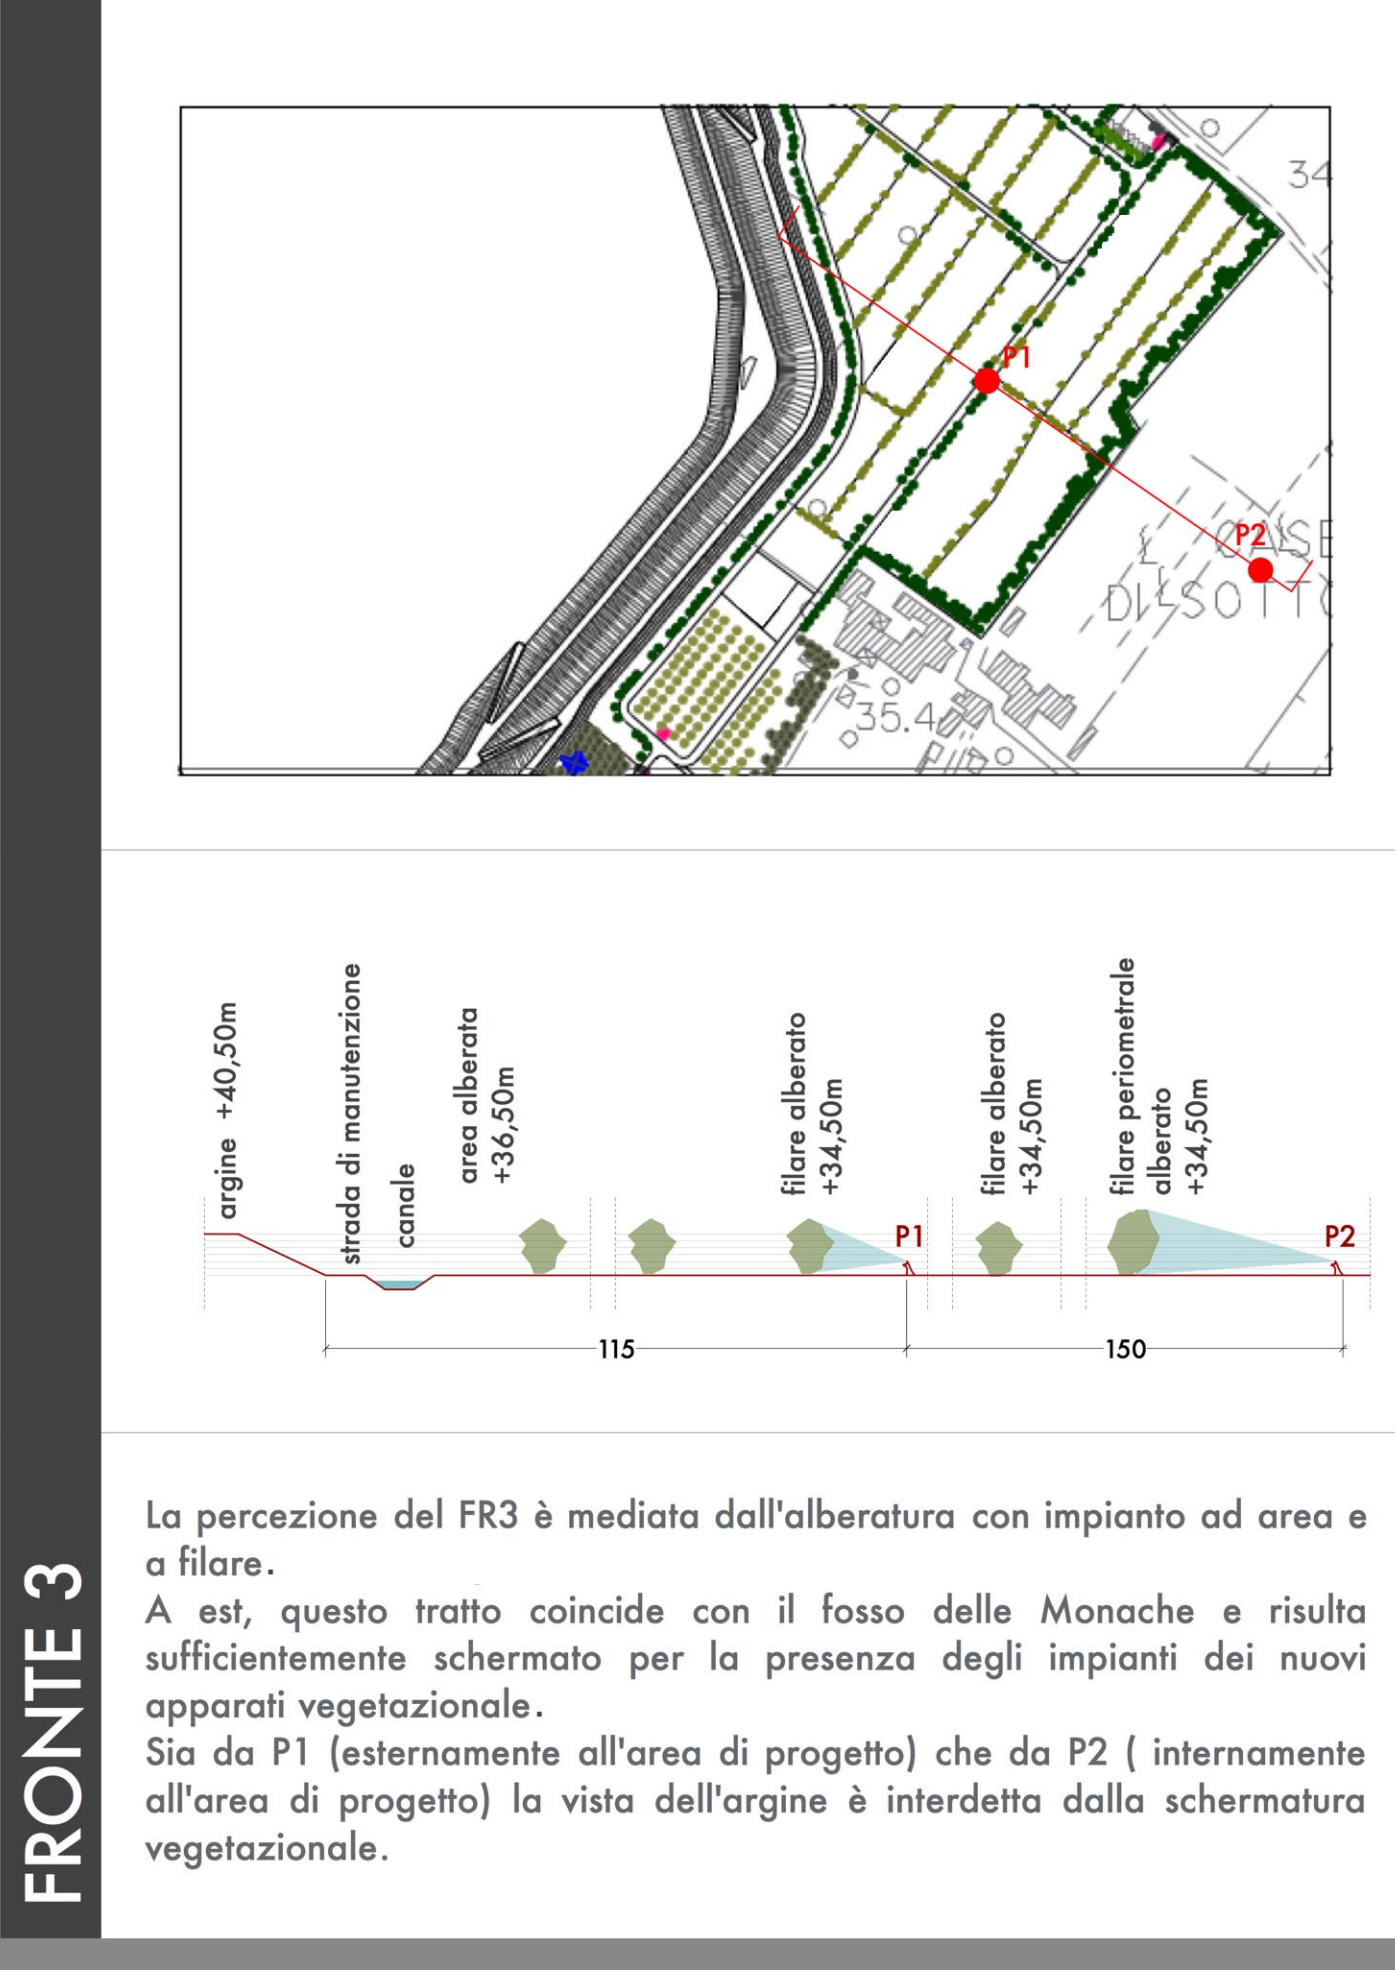 34
P1
P2
CASE
DI SOTTO
35.4
argine +40,50m
strada di manutenzione
canale
area alberata
+36,50m
filare alberato
+34,50m
filare alberato
+34,50m
filare periometrale
alberato
+34,50m
P1
P2
115
150
FRONTE 3
La percezione del FR3 è mediata dall'alberatura con impianto ad area e
a filare.
A est, questo tratto coincide con il fosso delle Monache e risulta
sufficientemente schermato per la presenza degli impianti dei nuovi
apparati vegetazionale.
Sia da P1 (esternamente all'area di progetto) che da P2 ( internamente
all'area di progetto) la vista dell'argine è interdetta dalla schermatura
vegetazionale.